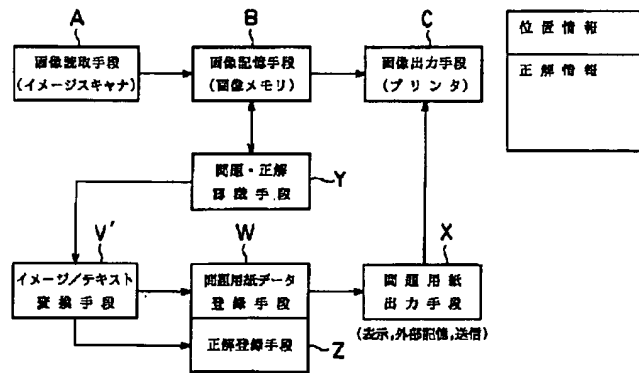 A
B
C
画像読取手段
(イメージスキャナ)
画像記憶手段
(画像メモリ)
画像出力手段
(プリンタ)
位置情報
正解情報
問題・正解
認識手段
Y
V'
W
X
イメージ/テキスト
変換手段
問題用紙データ
登録手段
問題用紙
出力手段
正解登録手段
Z
(表示,外部記憶,送信)